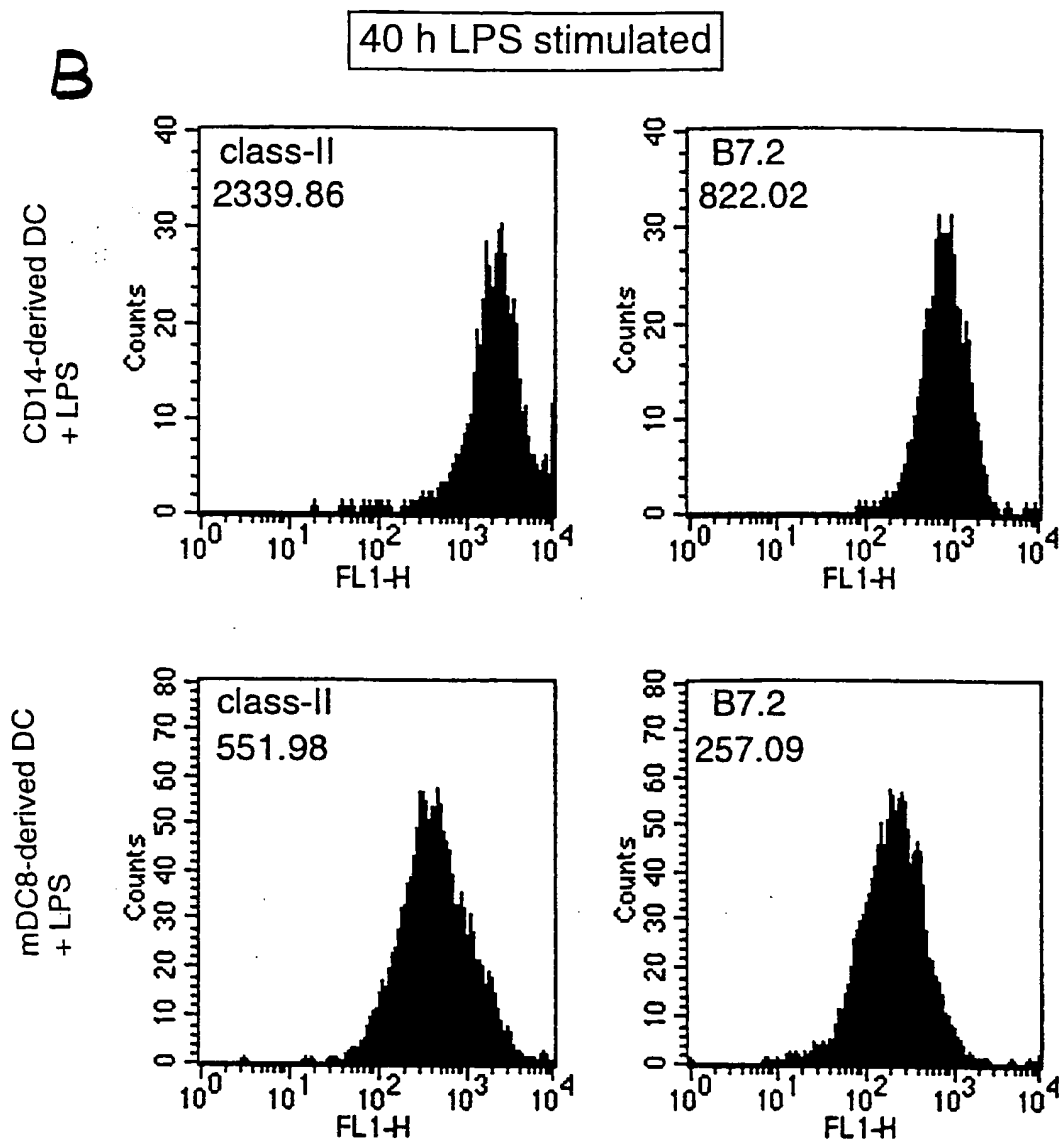 B
40 h LPS stimulated
CD14-derived DC
+ LPS
class-II
2339.86
Counts
40
30
20
10
0
10^0 10^1 10^2 10^3 10^4
FL1-H
B7.2
822.02
Counts
40
30
20
10
0
10^0 10^1 10^2 10^3 10^4
FL1-H
mDC8-derived DC
+ LPS
class-II
551.98
Counts
80
70
60
50
40
30
20
10
0
10^0 10^1 10^2 10^3 10^4
FL1-H
B7.2
257.09
Counts
80
70
60
50
40
30
20
10
0
10^0 10^1 10^2 10^3 10^4
FL1-H